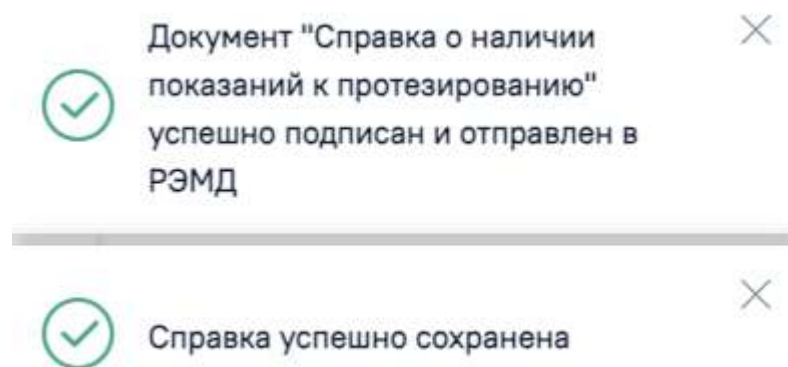 Документ "Справка о наличии
показаний к протезированию"
успешно подписан и отправлен в
РЭМД
Справка успешно сохранена